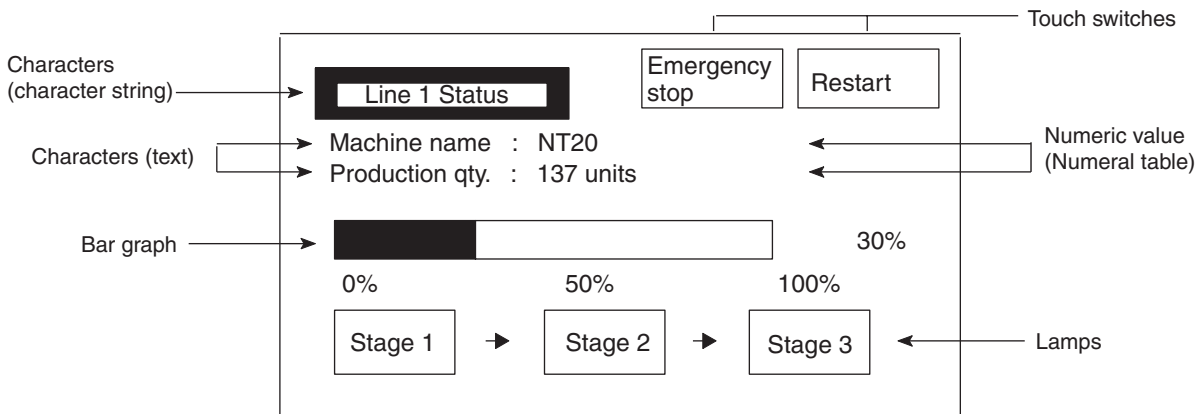 Touch switches
Characters
(character string)
Line 1 Status
Emergency
stop
Restart
Characters (text)
Machine name : NT20
Production qty. : 137 units
Numeric value
(Numeral table)
Bar graph
30%
0% 50% 100%
Stage 1 Stage 2 Stage 3
Lamps